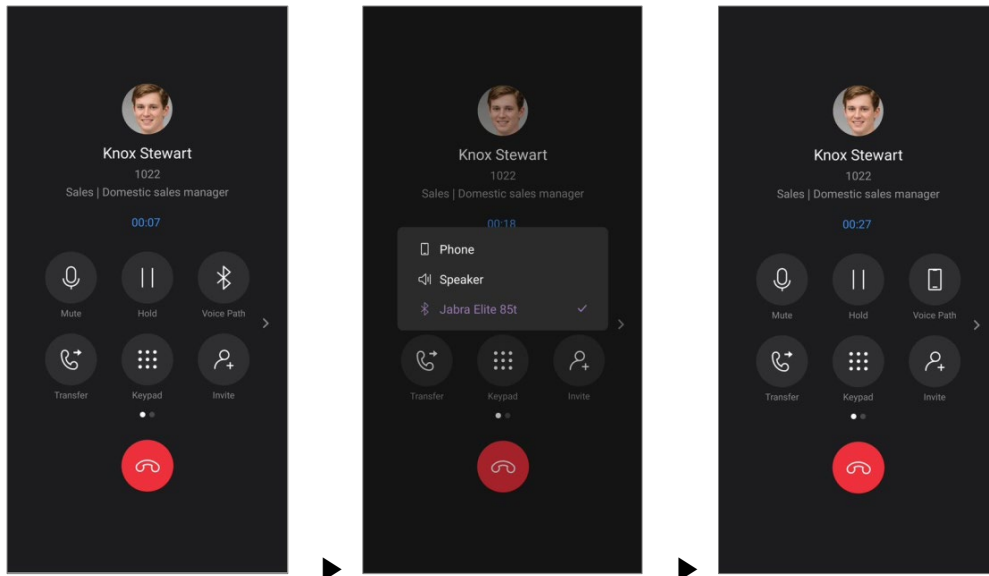 Knox Stewart
1022
Sales | Domestic sales manager
00:07
Mute Hold Voice Path
Transfer Keypad Invite
Knox Stewart
1022
Sales | Domestic sales manager
00:18
Phone
Speaker
Jabra Elite 85t
Transfer Keypad Invite
Knox Stewart
1022
Sales | Domestic sales manager
00:27
Mute Hold Voice Path
Transfer Keypad Invite